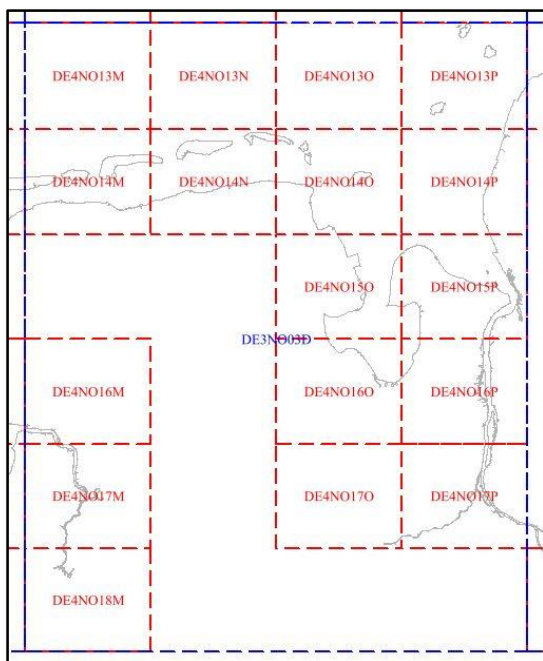 DE4NO13M DE4NO13N DE4NO13O DE4NO13P
DE4NO14M DE4NO14N DE4NO14O DE4NO14P
DE4NO15O DE4NO15P
DE3NO03D
DE4NO16M DE4NO16O DE4NO16P
DE4NO17M DE4NO17O DE4NO17P
DE4NO18M